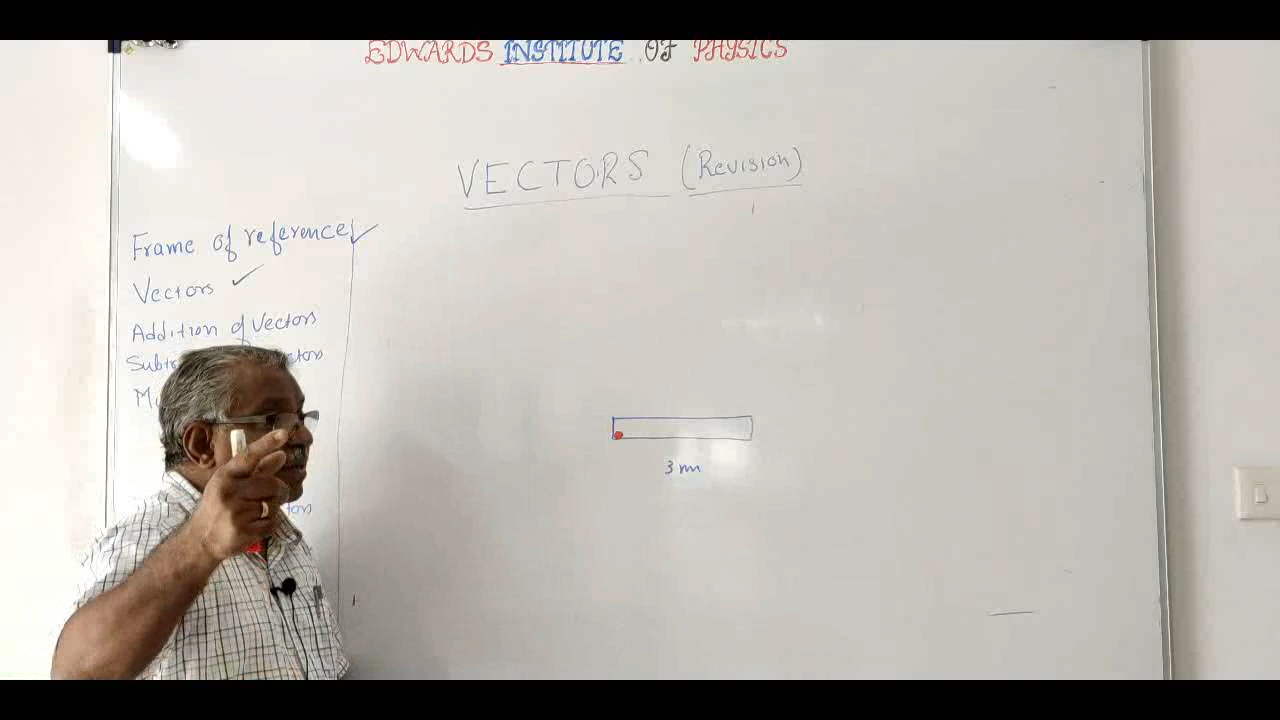 EDWARDS INSTITUTE OF PHYSICS
VECTORS (Revision)
Frame of reference
Vectors
Addition of Vectors
3 m